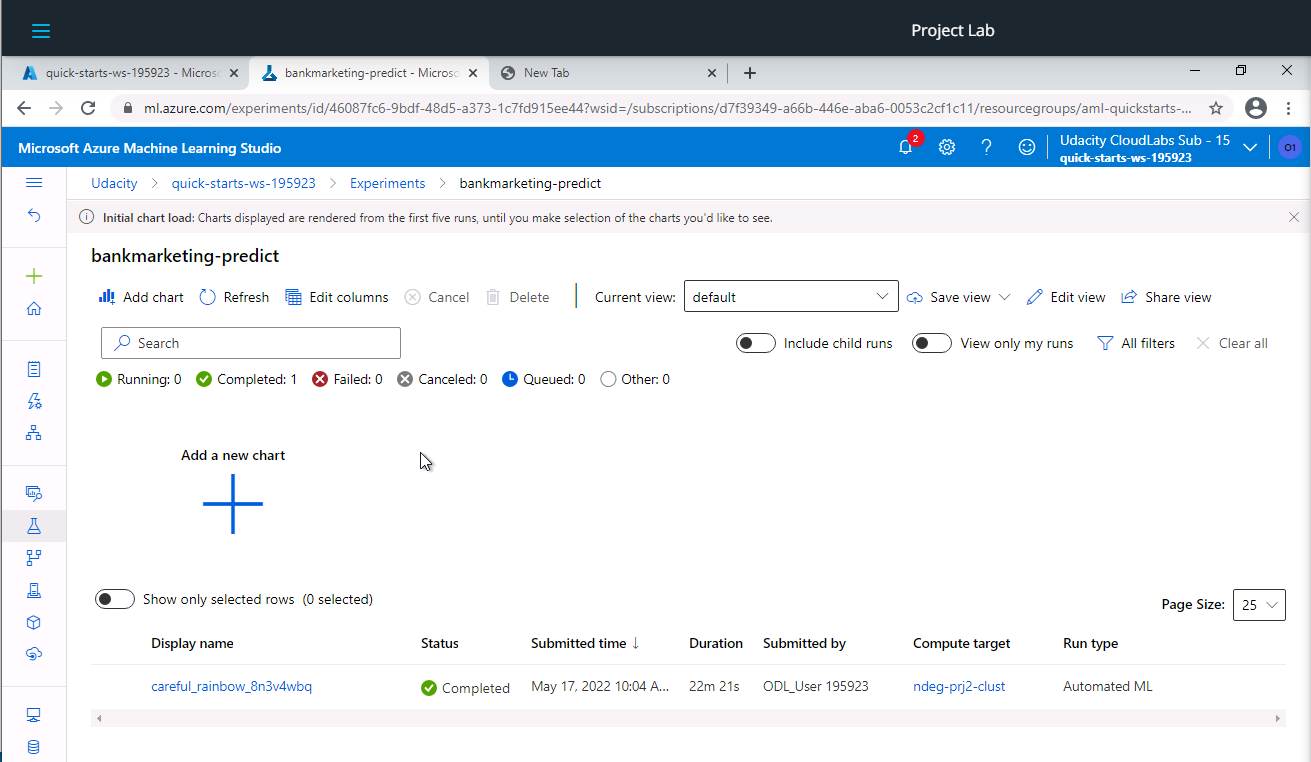 Project Lab
quick-starts-ws-195923 - Micros
bankmarketing-predict - Microso
New Tab
ml.azure.com/experiments/id/46087fc6-9bdf-48d5-a373-1c7fd915ee44?wsid=/subscriptions/d7f39349-a66b-446e-aba6-0053c2cf1c11/resourcegroups/aml-quickstarts-...
Microsoft Azure Machine Learning Studio
2
Udacity CloudLabs Sub - 15
quick-starts-ws-195923
O1
Udacity > quick-starts-ws-195923 > Experiments > bankmarketing-predict
Initial chart load: Charts displayed are rendered from the first five runs, until you make selection of the charts you'd like to see.
bankmarketing-predict
Add chart Refresh Edit columns Cancel Delete Current view: default Save view Edit view Share view
Search Include child runs View only my runs All filters Clear all
Running: 0 Completed: 1 Failed: 0 Canceled: 0 Queued: 0 Other: 0
Add a new chart
Show only selected rows (0 selected)
Page Size: 25
Display name Status Submitted time ↓ Duration Submitted by Compute target Run type
careful_rainbow_8n3v4wbq Completed May 17, 2022 10:04 A... 22m 21s ODL_User 195923 ndeg-prj2-clust Automated ML